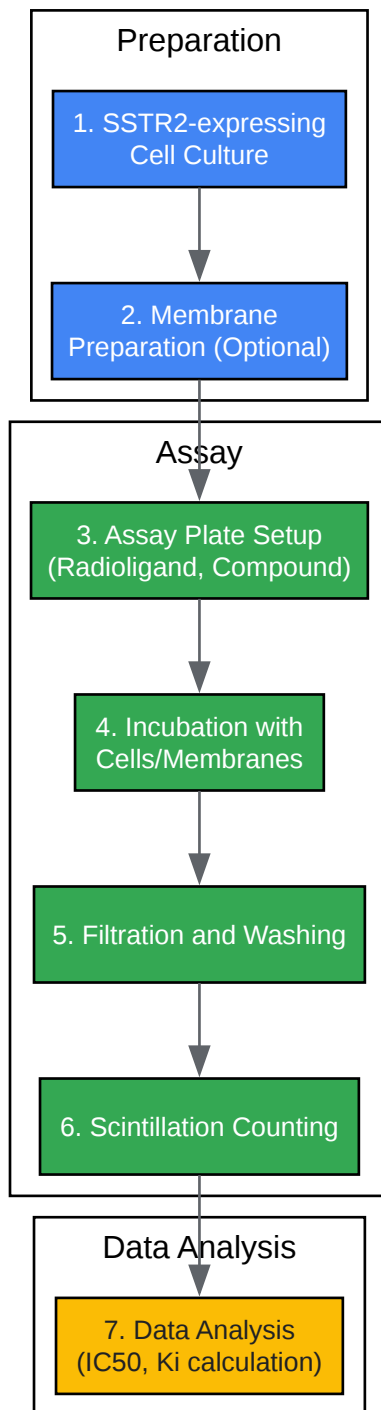 Preparation
1. SSTR2-expressing
Cell Culture
2. Membrane
Preparation (Optional)
Assay
3. Assay Plate Setup
(Radioligand, Compound)
4. Incubation with
Cells/Membranes
5. Filtration and Washing
6. Scintillation Counting
Data Analysis
7. Data Analysis
(IC50, Ki calculation)